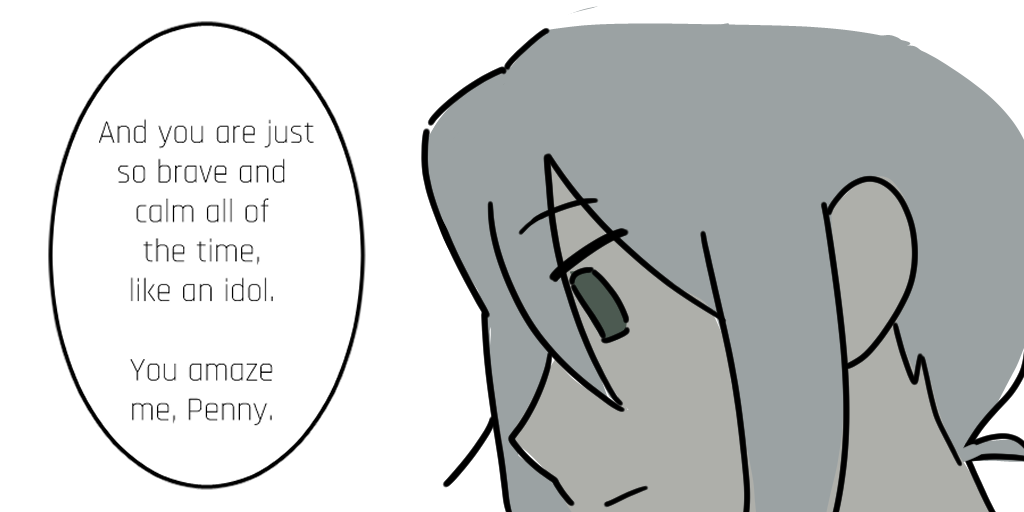 And you are just
so brave and
calm all of
the time,
like an idol.
You amaze
me, Penny.